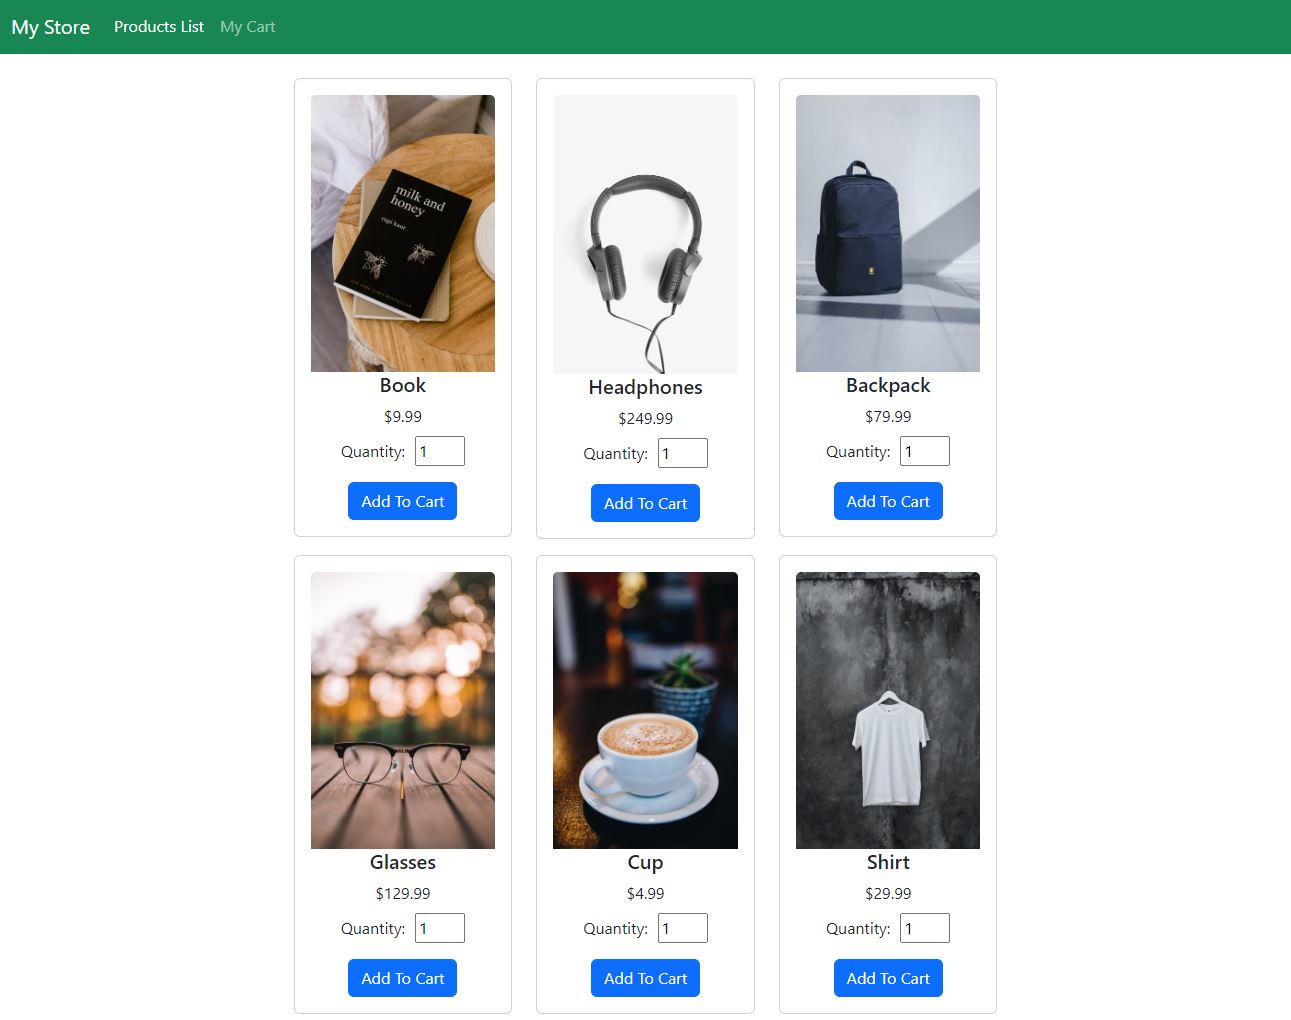 My Store Products List My Cart
milk and
honey
rupi kaur
Book
$9.99
Quantity: 1
Add To Cart
Headphones
$249.99
Quantity: 1
Add To Cart
Backpack
$79.99
Quantity: 1
Add To Cart
Glasses
$129.99
Quantity: 1
Add To Cart
Cup
$4.99
Quantity: 1
Add To Cart
Shirt
$29.99
Quantity: 1
Add To Cart